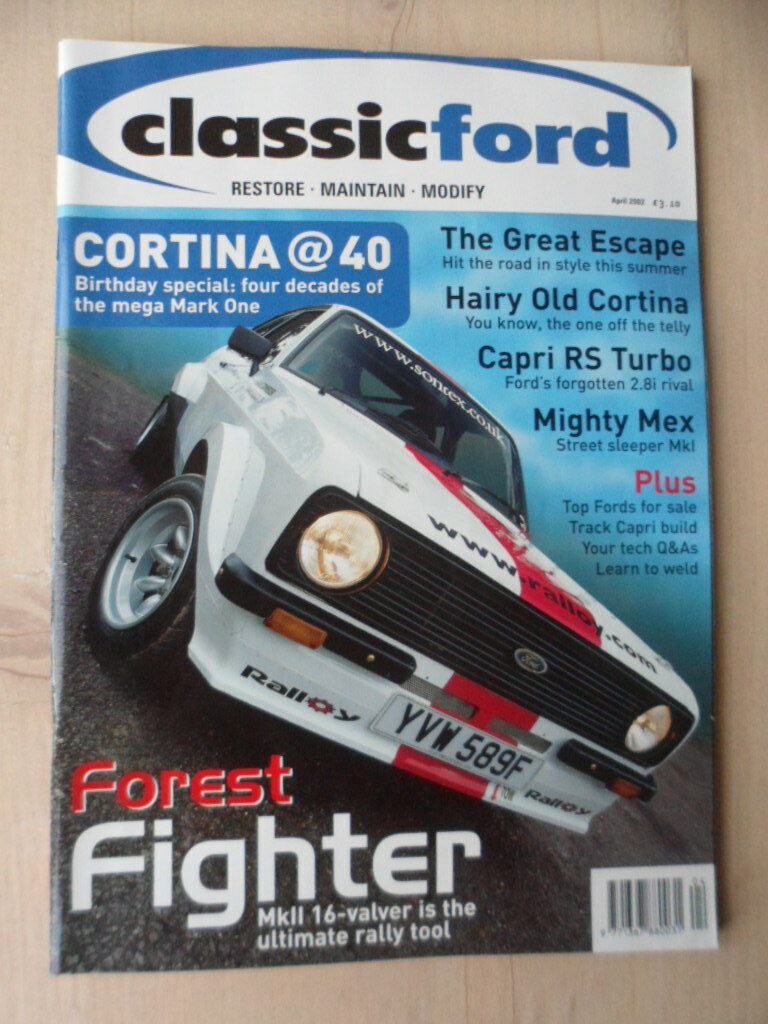 classicford
RESTORE · MAINTAIN · MODIFY
April 2002 £3.10
CORTINA @ 40
Birthday special: four decades of
the mega Mark One
The Great Escape
Hit the road in style this summer
Hairy Old Cortina
You know, the one off the telly
Capri RS Turbo
Ford's forgotten 2.8i rival
Mighty Mex
Street sleeper MkI
Plus
Top Fords for sale
Track Capri build
Your tech Q&As
Learn to weld
www.sontex.co.uk
www.ralloy.com
Ford
Ralloy
YVW 589F
TOW
Ralloy
Forest
Fighter
MkII 16-valver is the
ultimate rally tool
04